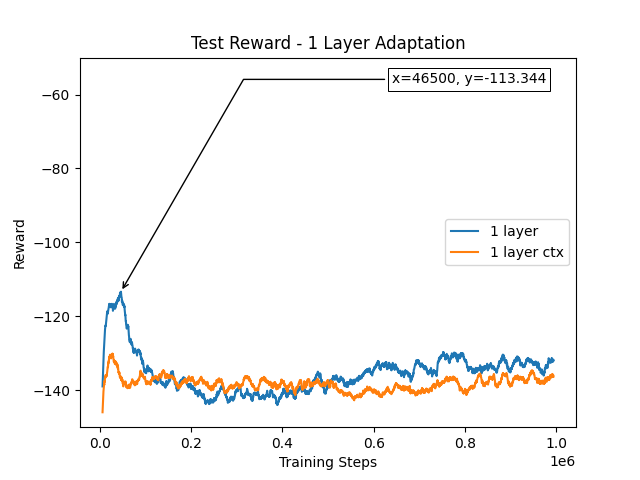 Test Reward - 1 Layer Adaptation
x=46500, y=-113.344
−60
−80
−100
−120
−140
Reward
1 layer
1 layer ctx
0.0 0.2 0.4 0.6 0.8 1.0
1e6
Training Steps